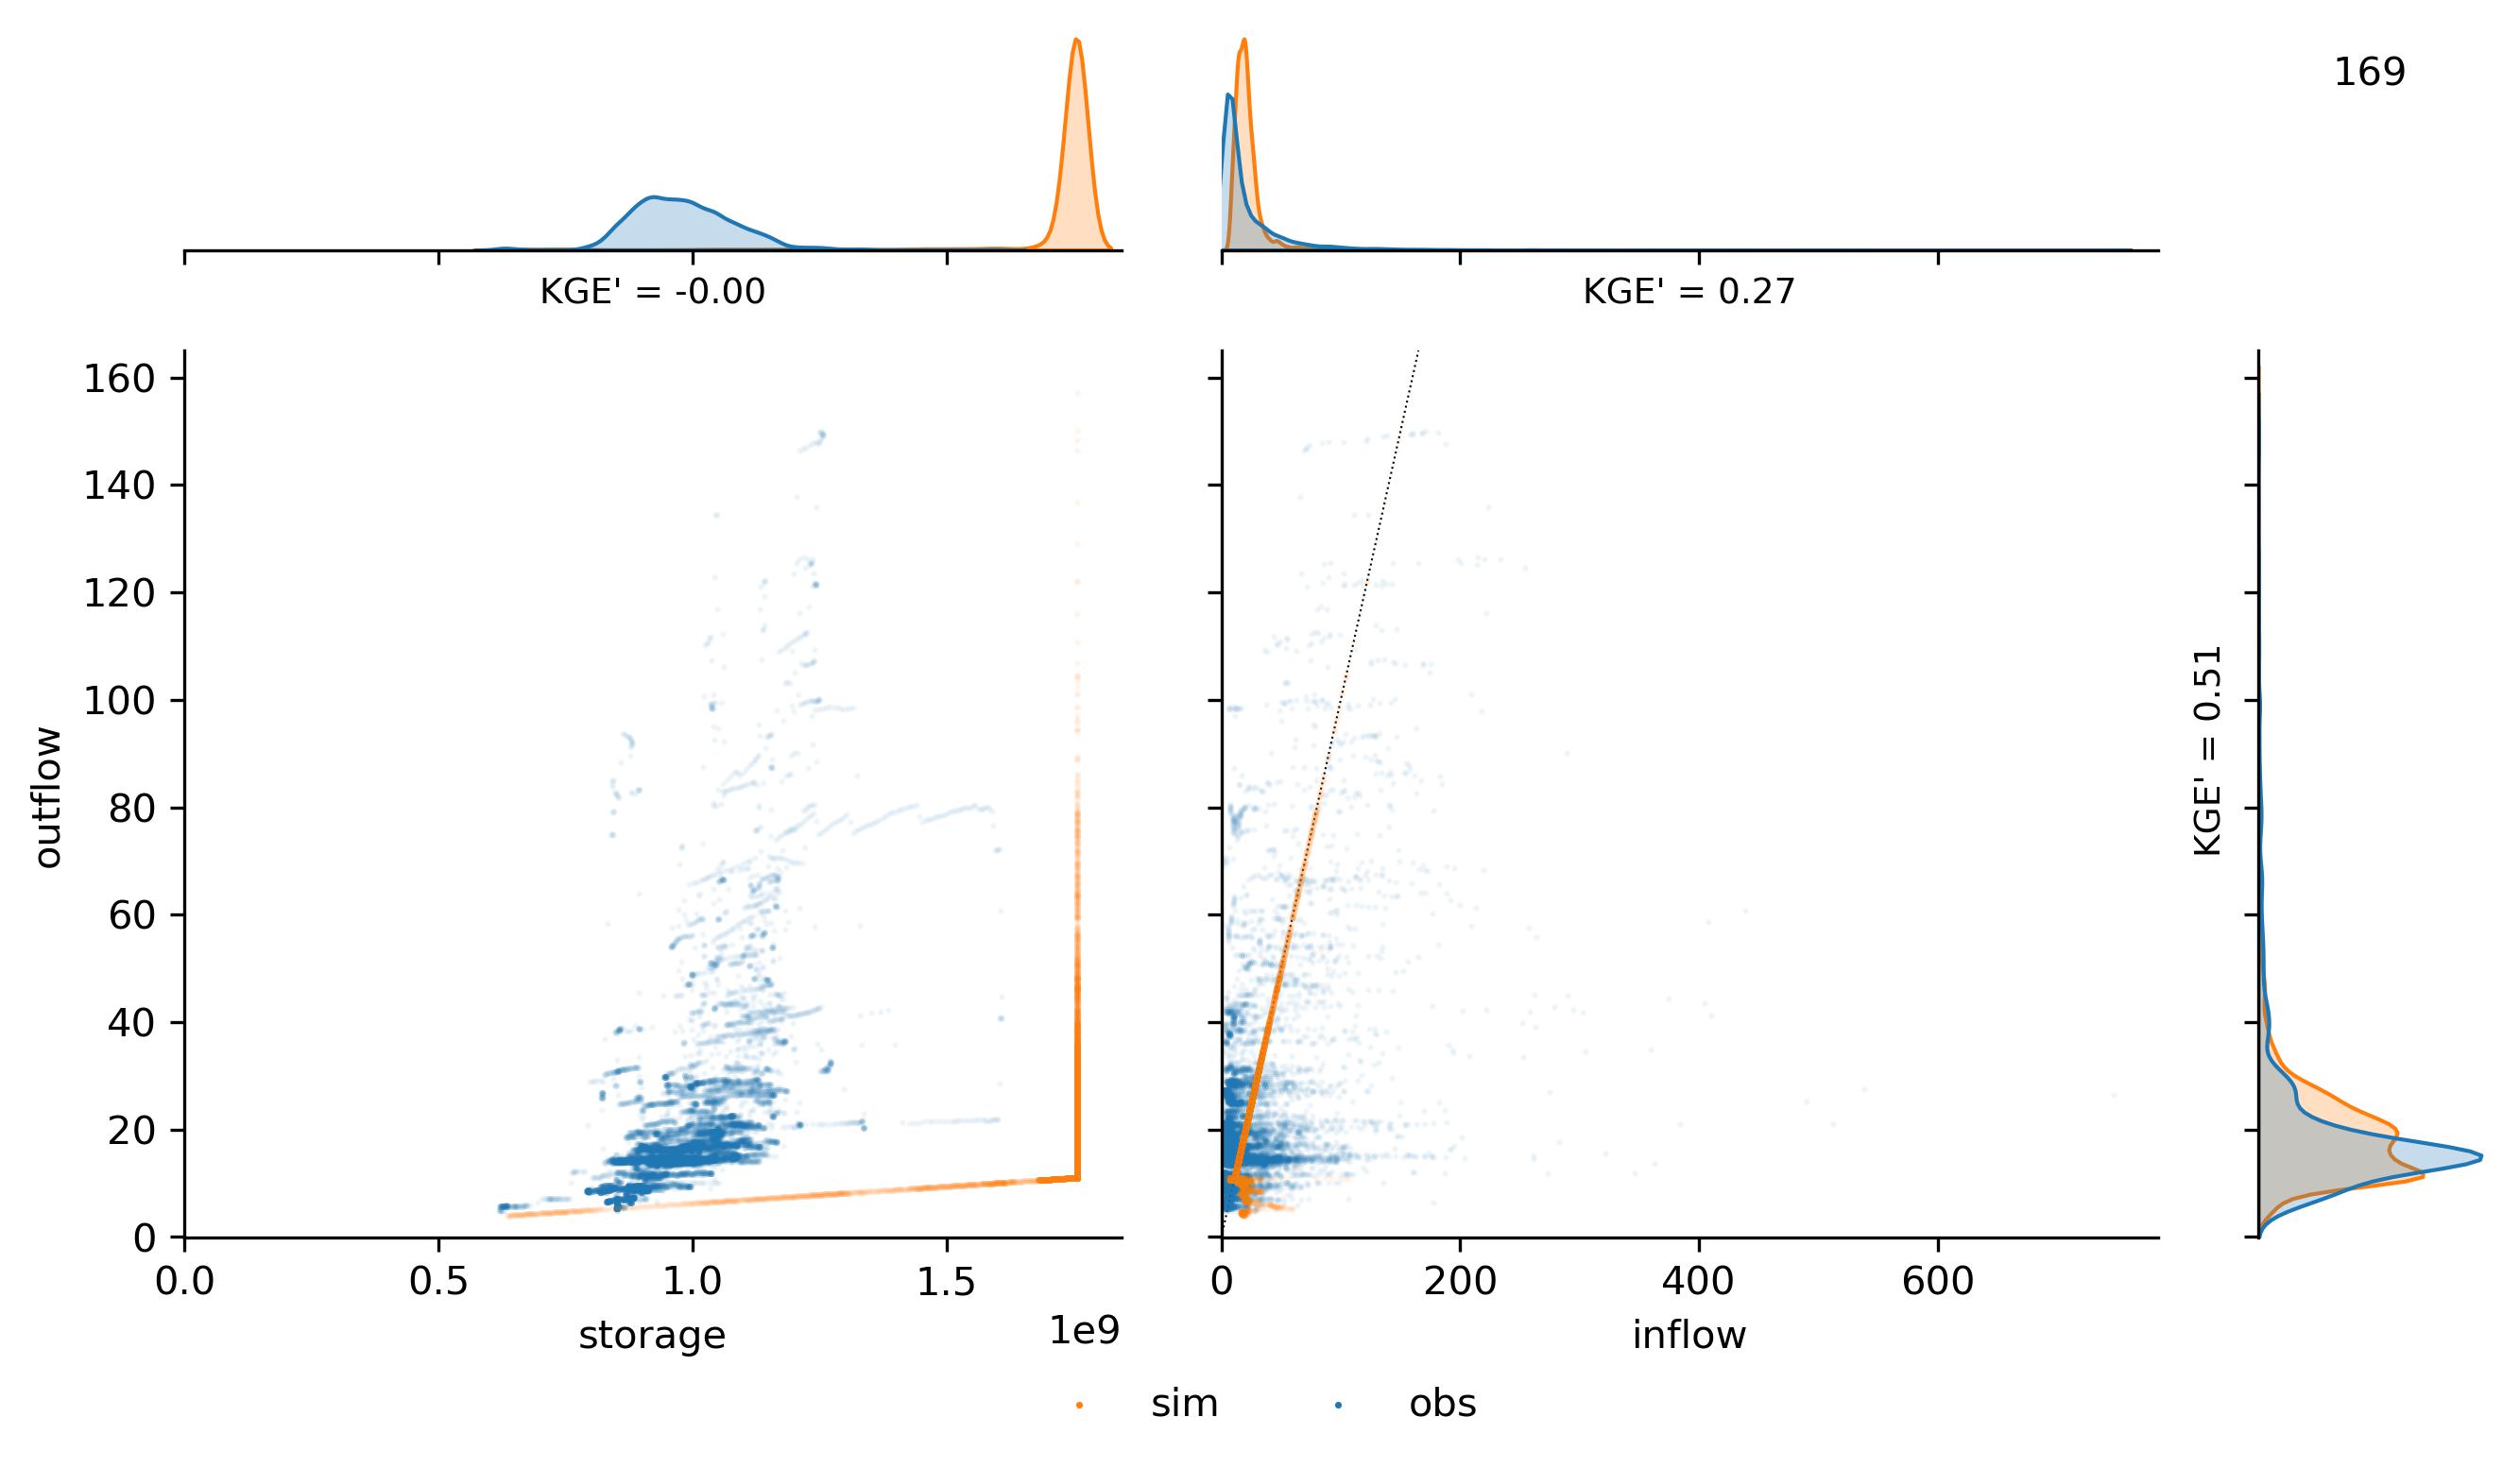 169
KGE' = -0.00
KGE' = 0.27
160
140
120
100
80
60
40
20
0
outflow
KGE' = 0.51
0.0 0.5 1.0 1.5
1e9
storage
0 200 400 600
inflow
sim obs